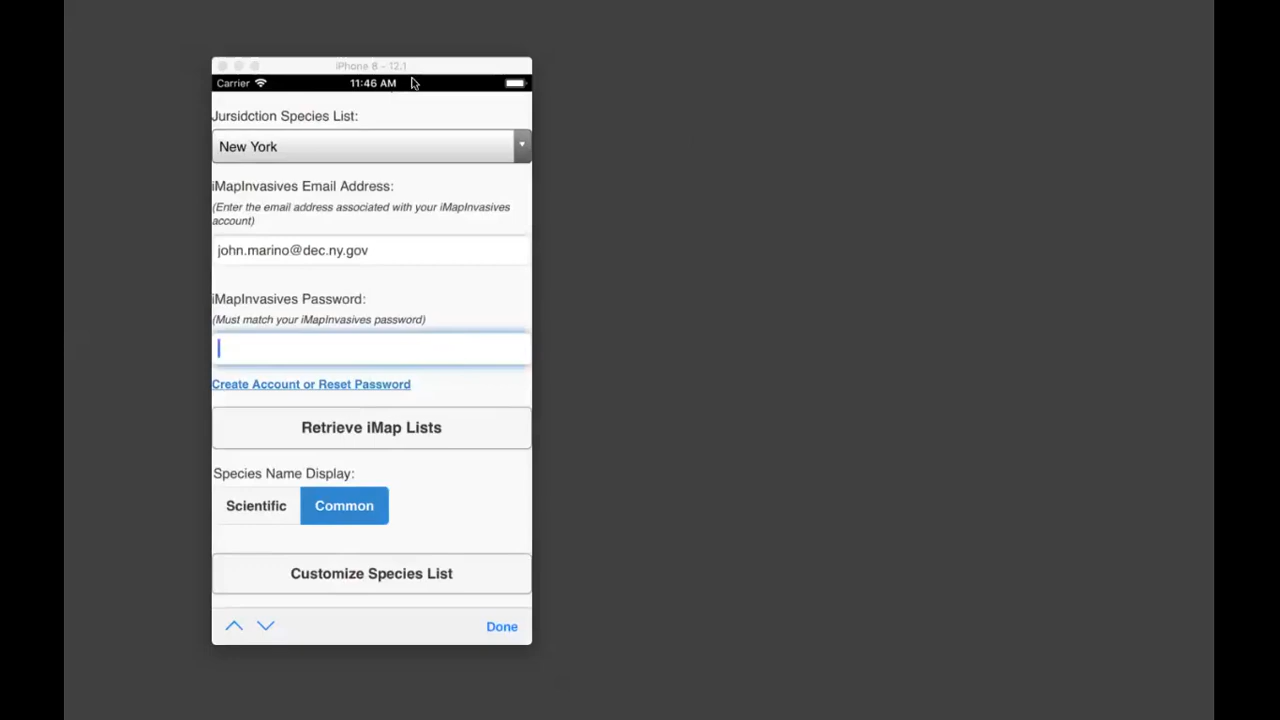 iPhone 8 - 12.1
Carrier 11:46 AM
Jursidction Species List:
New York
iMapInvasives Email Address:
(Enter the email address associated with your iMapInvasives
account)
john.marino@dec.ny.gov
iMapInvasives Password:
(Must match your iMapInvasives password)
Create Account or Reset Password
Retrieve iMap Lists
Species Name Display:
Scientific Common
Customize Species List
Done